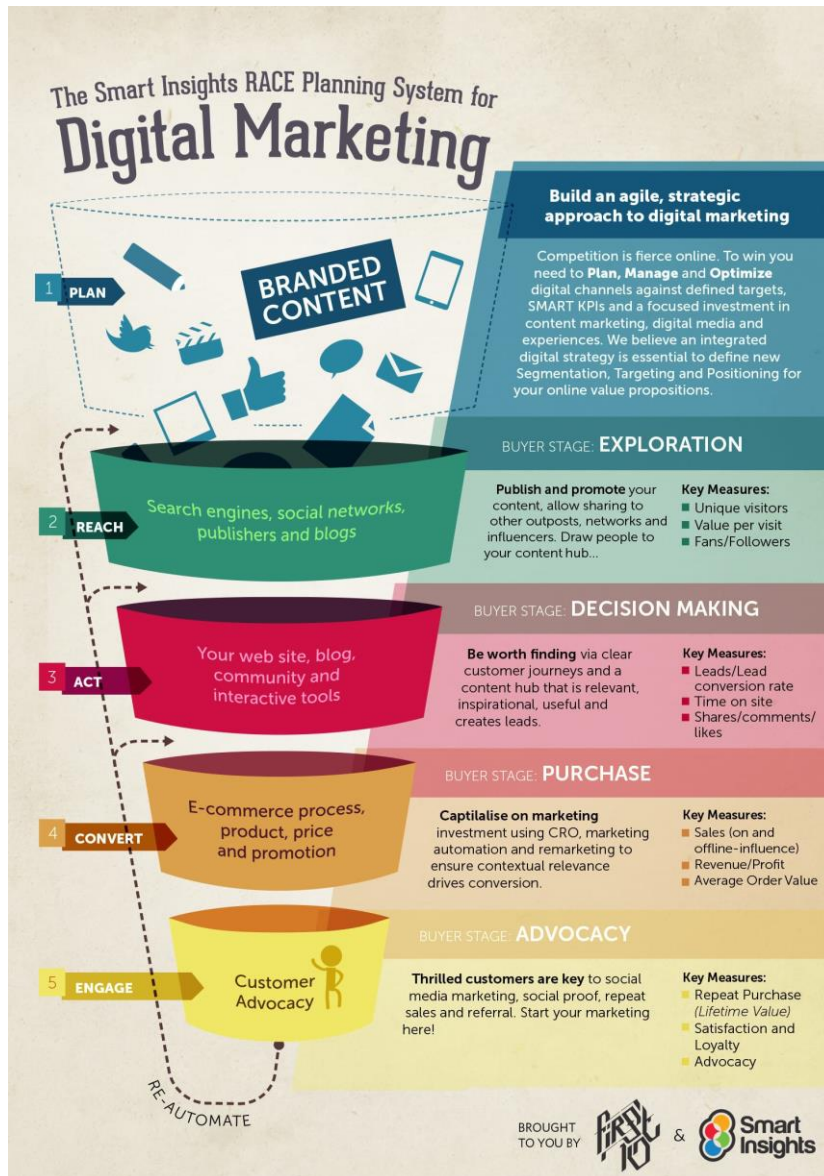 The Smart Insights RACE Planning System for
Digital Marketing
Build an agile, strategic
approach to digital marketing
Competition is fierce online. To win you
need to Plan, Manage and Optimize
digital channels against defined targets,
SMART KPIs and a focused investment in
content marketing, digital media and
experiences. We believe an integrated
digital strategy is essential to define new
Segmentation, Targeting and Positioning for
your online value propositions.
1 PLAN
BRANDED
CONTENT
BUYER STAGE: EXPLORATION
2 REACH
Search engines, social networks,
publishers and blogs
Publish and promote your
content, allow sharing to
other outposts, networks and
influencers. Draw people to
your content hub...
Key Measures:
Unique visitors
Value per visit
Fans/Followers
BUYER STAGE: DECISION MAKING
3 ACT
Your web site, blog,
community and
interactive tools
Be worth finding via clear
customer journeys and a
content hub that is relevant,
inspirational, useful and
creates leads.
Key Measures:
Leads/Lead
conversion rate
Time on site
Shares/comments/
likes
BUYER STAGE: PURCHASE
4 CONVERT
E-commerce process,
product, price
and promotion
Captilalise on marketing
investment using CRO, marketing
automation and remarketing to
ensure contextual relevance
drives conversion.
Key Measures:
Sales (on and
offline-influence)
Revenue/Profit
Average Order Value
BUYER STAGE: ADVOCACY
5 ENGAGE
Customer
Advocacy
Thrilled customers are key to social
media marketing, social proof, repeat
sales and referral. Start your marketing
here!
Key Measures:
Repeat Purchase
(Lifetime Value)
Satisfaction and
Loyalty
Advocacy
RE-AUTOMATE
BROUGHT
TO YOU BY
First
10
&
Smart
Insights